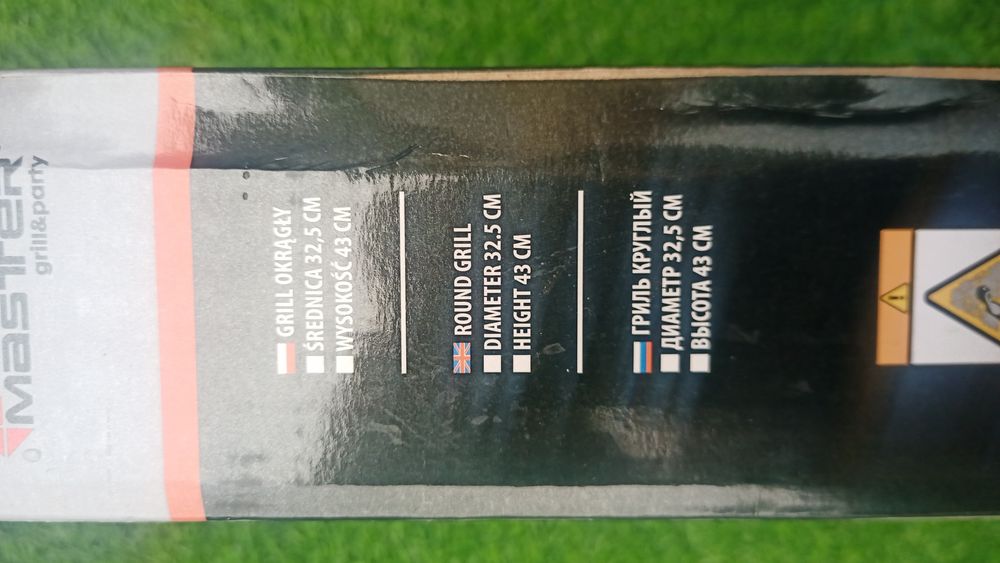 MASTER
grill&party
GRILL OKRĄGŁY
ŚREDNICA 32,5 CM
WYSOKOŚĆ 43 CM
ROUND GRILL
DIAMETER 32.5 CM
HEIGHT 43 CM
ГРИЛЬ КРУГЛЫЙ
ДИАМЕТР 32,5 СМ
ВЫСОТА 43 СМ